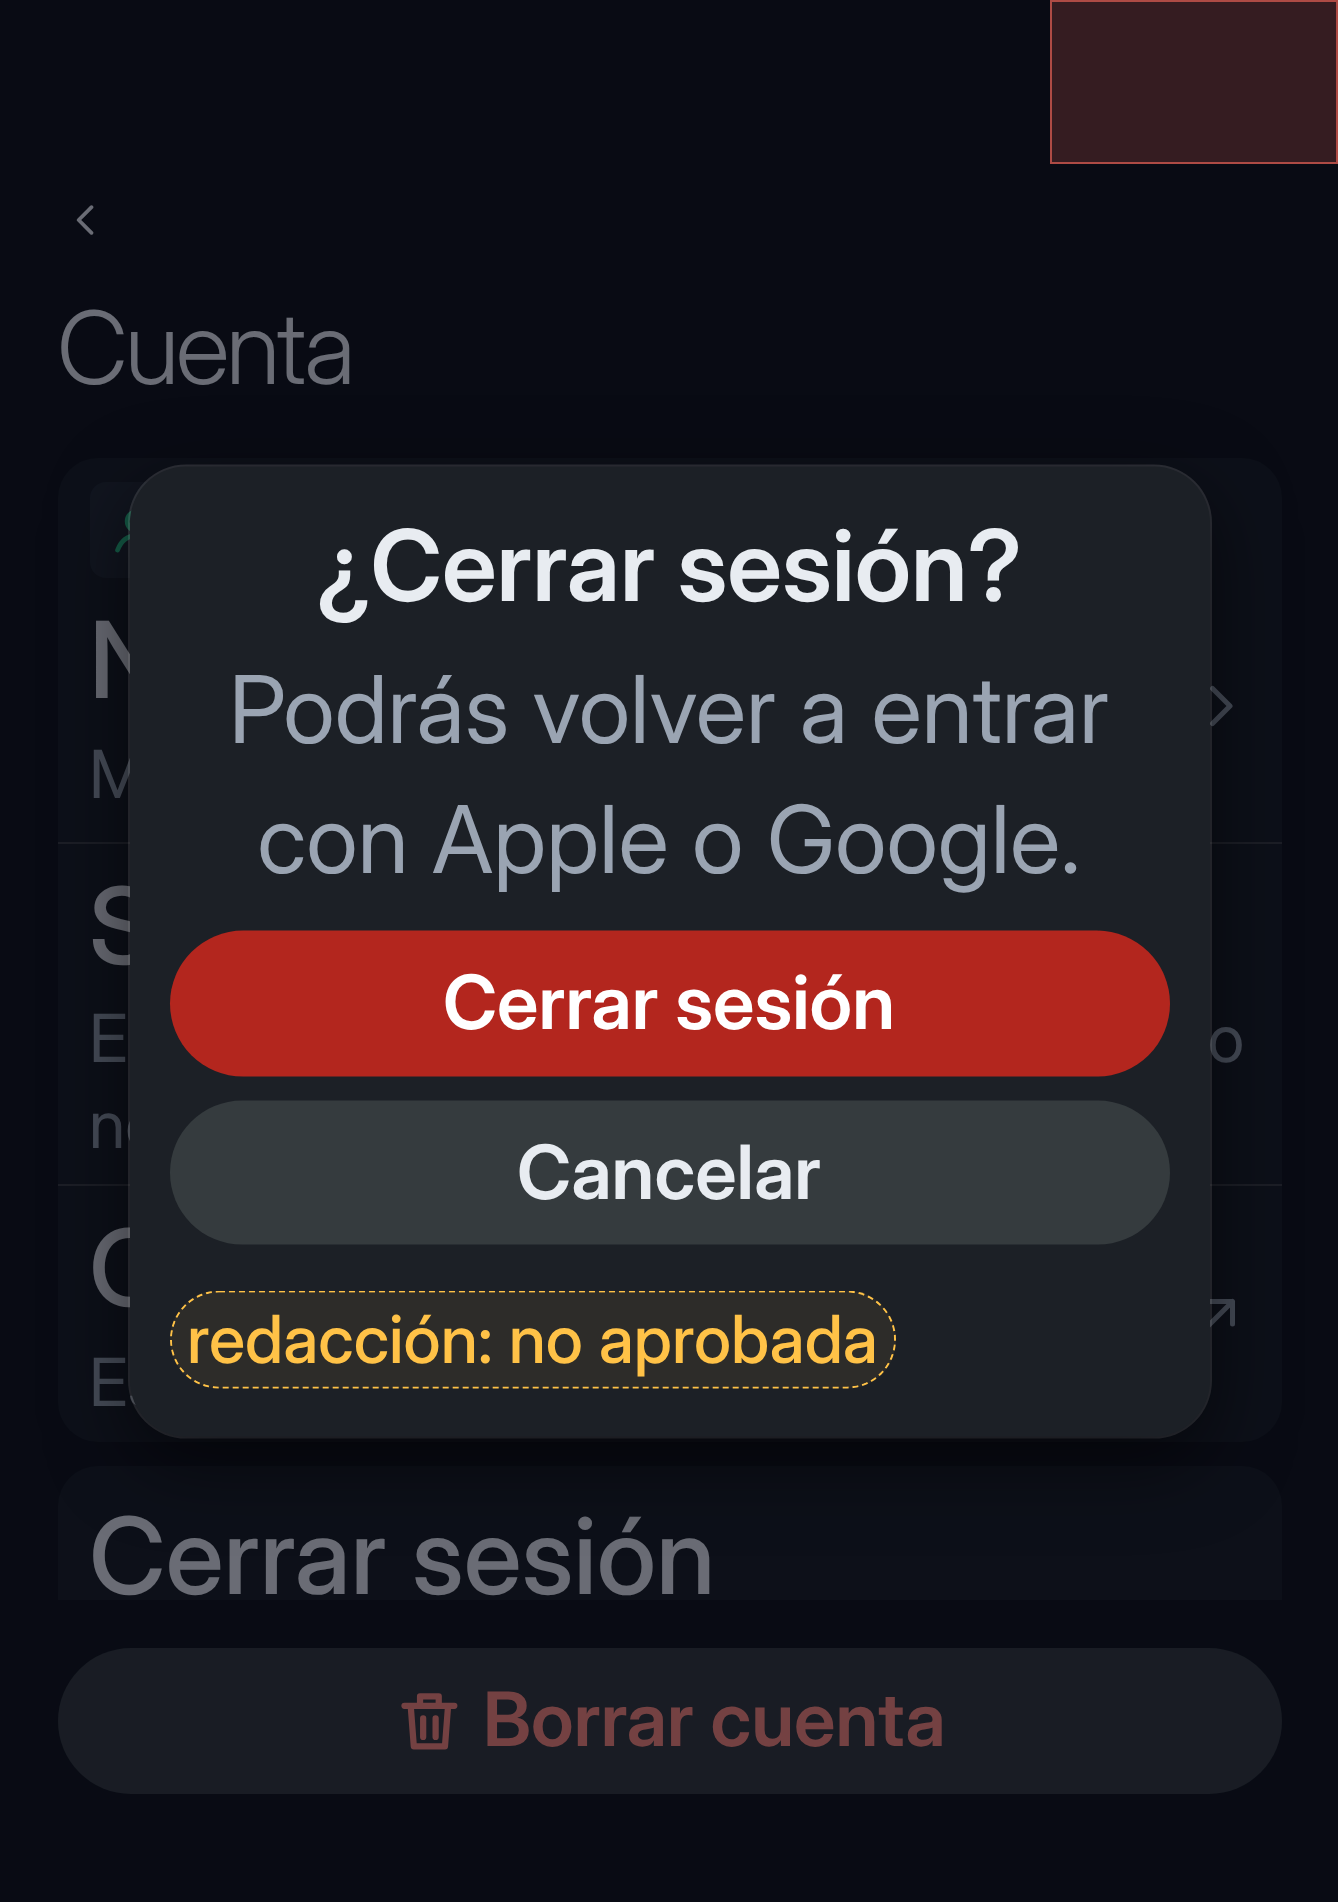 Cuenta
¿Cerrar sesión?
Podrás volver a entrar
con Apple o Google.
Cerrar sesión
Cancelar
redacción: no aprobada
Cerrar sesión
Borrar cuenta